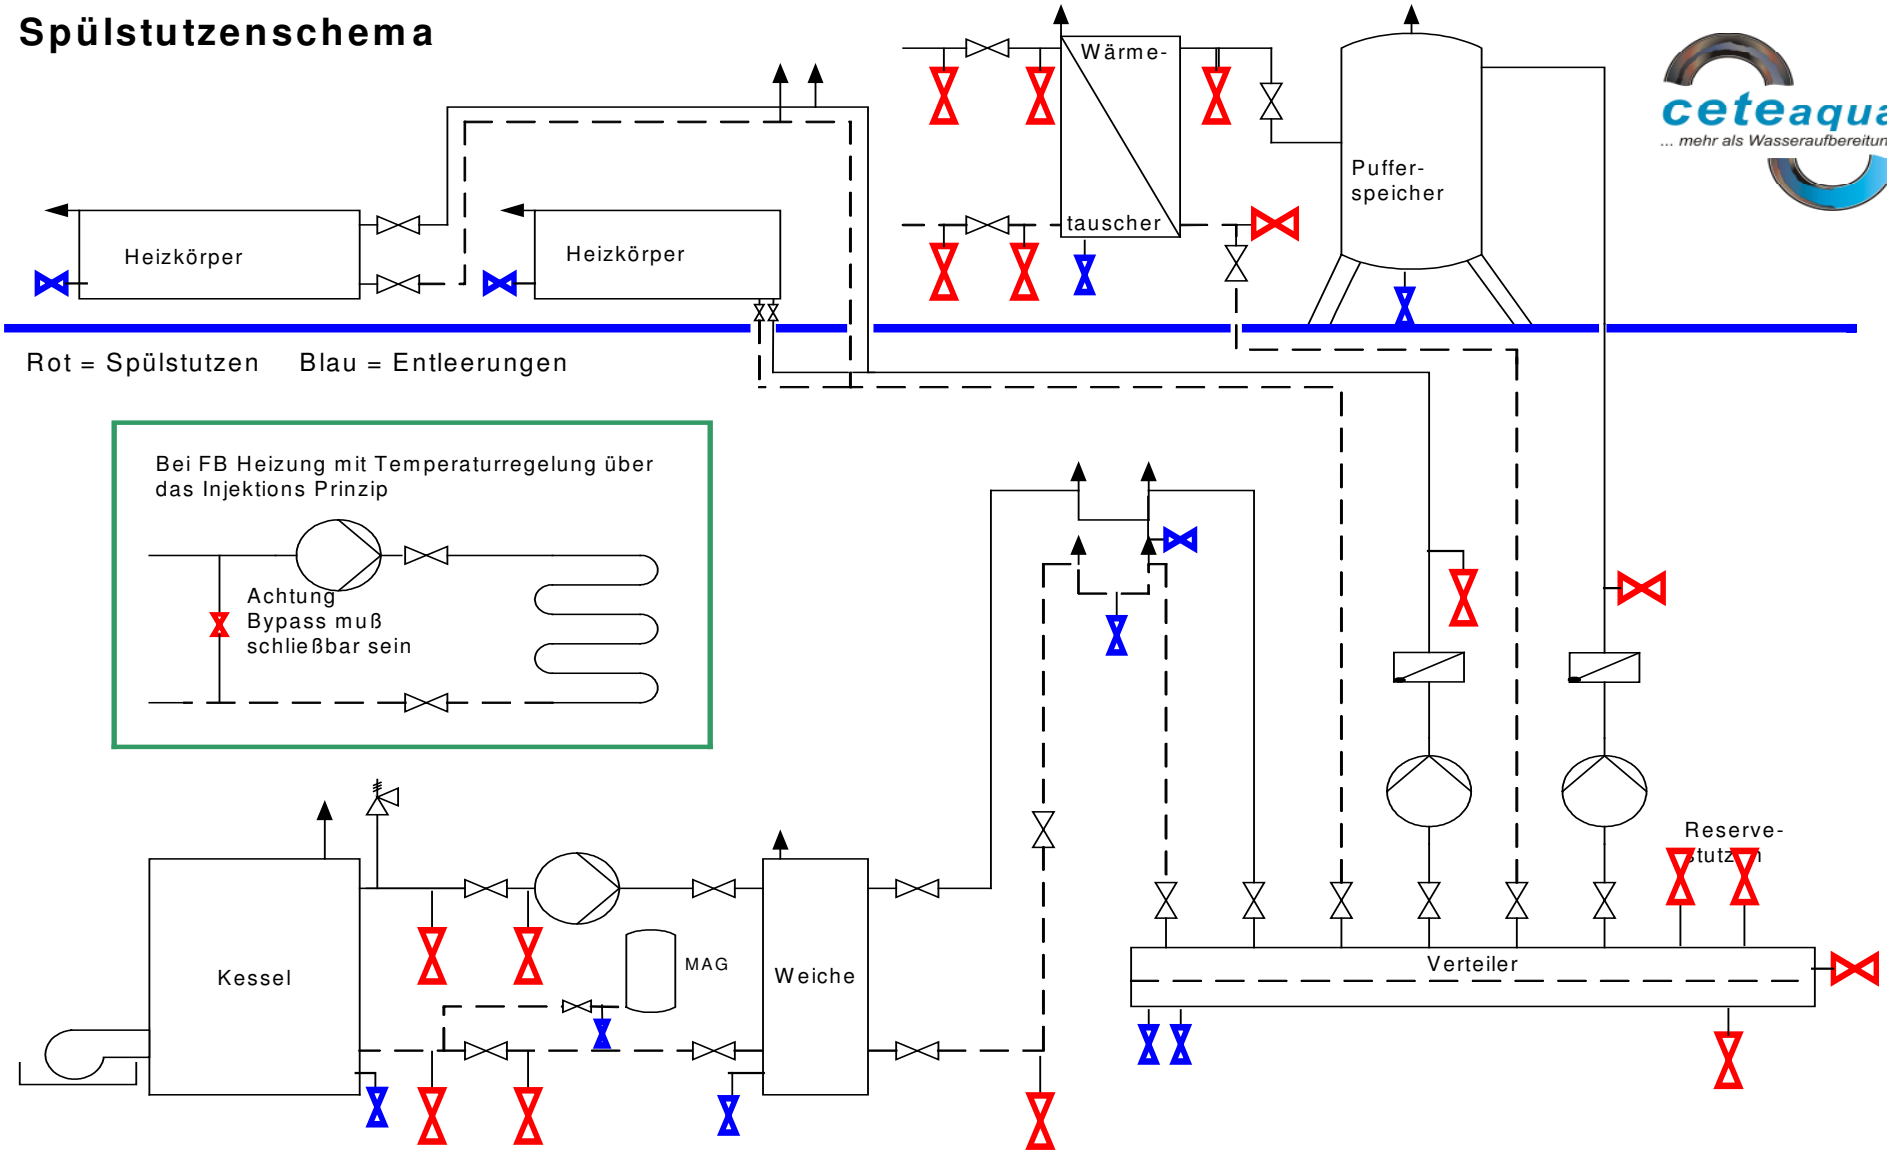 Spülstutzenschema
Wärme-
tauscher
Puffer-
speicher
ceteaqua
... mehr als Wasseraufbereitun
Heizkörper
Heizkörper
Rot = Spülstutzen Blau = Entleerungen
Bei FB Heizung mit Temperaturregelung über
das Injektions Prinzip
Achtung
Bypass muß
schließbar sein
Reserve-
stutzen
Kessel
MAG
Weiche
Verteiler